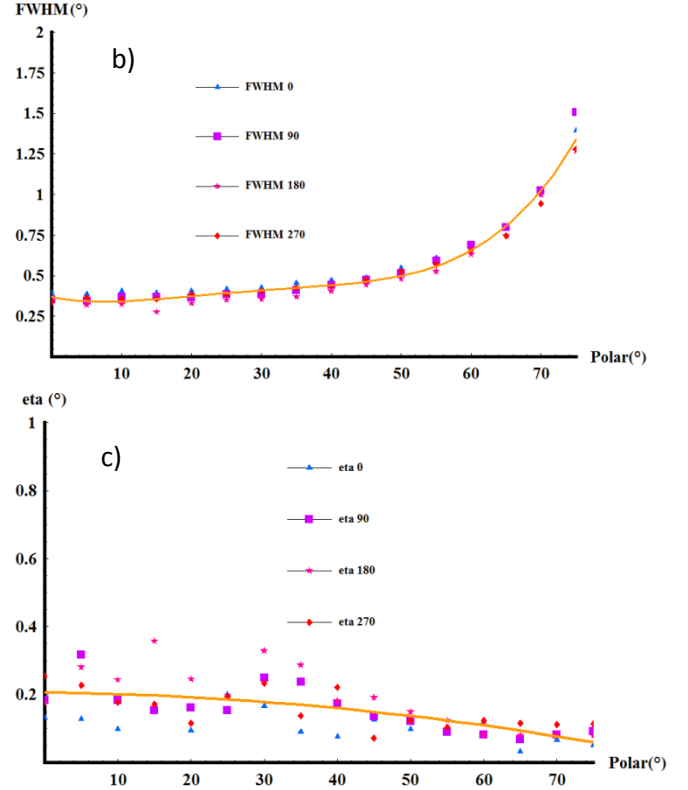 FWHM (°)
2
b)
1.75
1.5
1.25
1
0.75
0.5
0.25
FWHM 0
FWHM 90
FWHM 180
FWHM 270
10 20 30 40 50 60 70
Polar(°)
eta (°)
1
c)
0.8
0.6
0.4
0.2
eta 0
eta 90
eta 180
eta 270
10 20 30 40 50 60 70
Polar(°)